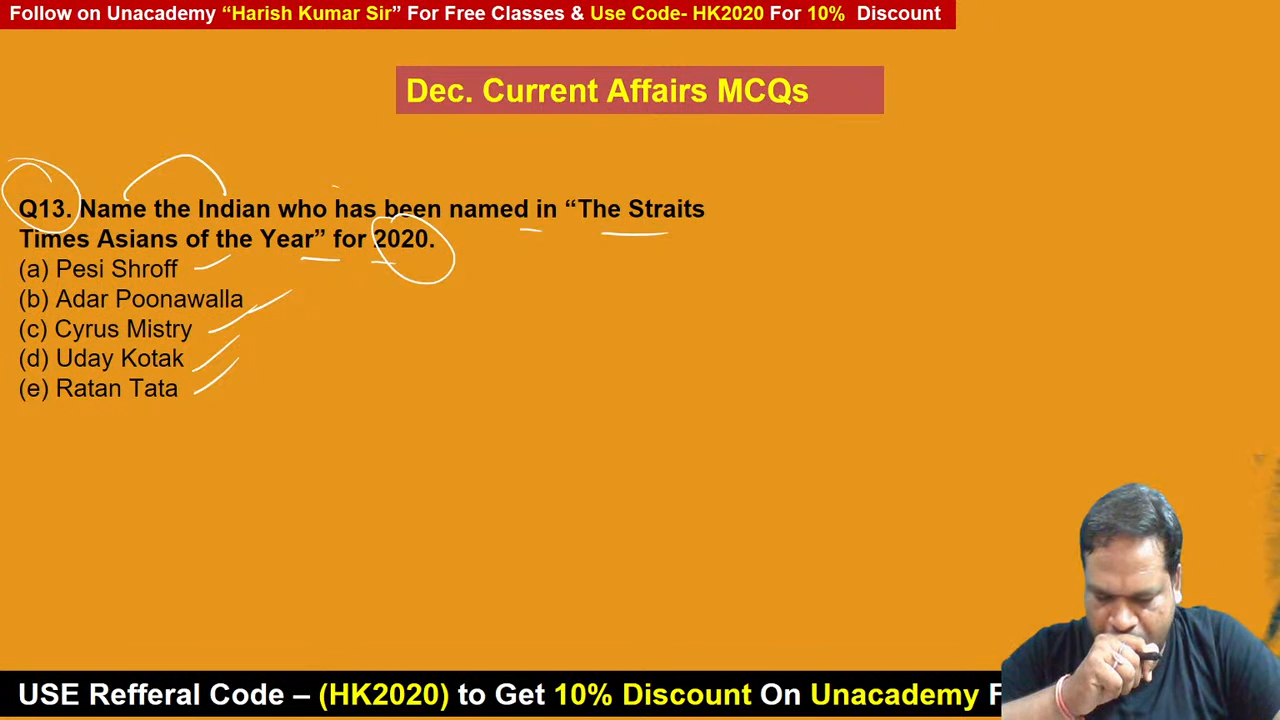 Follow on Unacademy “Harish Kumar Sir” For Free Classes & Use Code- HK2020 For 10% Discount
Dec. Current Affairs MCQs
Q13. Name the Indian who has been named in “The Straits
Times Asians of the Year” for 2020.
(a) Pesi Shroff
(b) Adar Poonawalla
(c) Cyrus Mistry
(d) Uday Kotak
(e) Ratan Tata
USE Refferal Code – (HK2020) to Get 10% Discount On Unacademy F